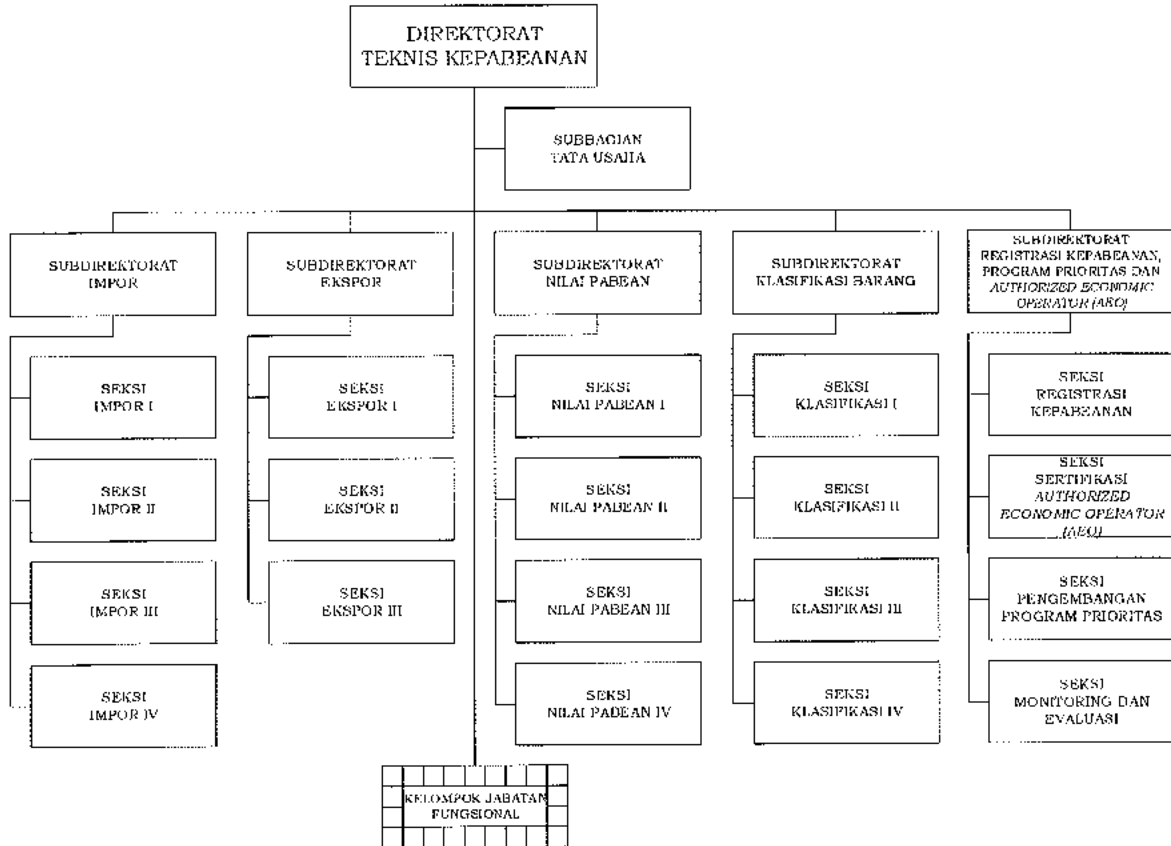 DIREKTORAT
TEKNIS KEPABEANAN
SUBBAGIAN
TATA USAHA
SUBDIREKTORAT
IMPOR
SEKSI
IMPOR I
SEKSI
IMPOR II
SEKSI
IMPOR III
SEKSI
IMPOR IV
SUBDIREKTORAT
EKSPOR
SEKSI
EKSPOR I
SEKSI
EKSPOR II
SEKSI
EKSPOR III
SUBDIREKTORAT
NILAI PABEAN
SEKSI
NILAI PABEAN I
SEKSI
NILAI PABEAN II
SEKSI
NILAI PABEAN III
SEKSI
NILAI PABEAN IV
SUBDIREKTORAT
KLASIFIKASI BARANG
SEKSI
KLASIFIKASI I
SEKSI
KLASIFIKASI II
SEKSI
KLASIFIKASI III
SEKSI
KLASIFIKASI IV
SUBDIREKTORAT
REGISTRASI KEPABEANAN,
PROGRAM PRIORITAS DAN
AUTHORIZED ECONOMIC
OPERATOR (AEO)
SEKSI
REGISTRASI
KEPABEANAN
SEKSI
SERTIFIKASI
AUTHORIZED
ECONOMIC OPERATOR
(AEO)
SEKSI
PENGEMBANGAN
PROGRAM PRIORITAS
SEKSI
MONITORING DAN
EVALUASI
KELOMPOK JABATAN
FUNGSIONAL